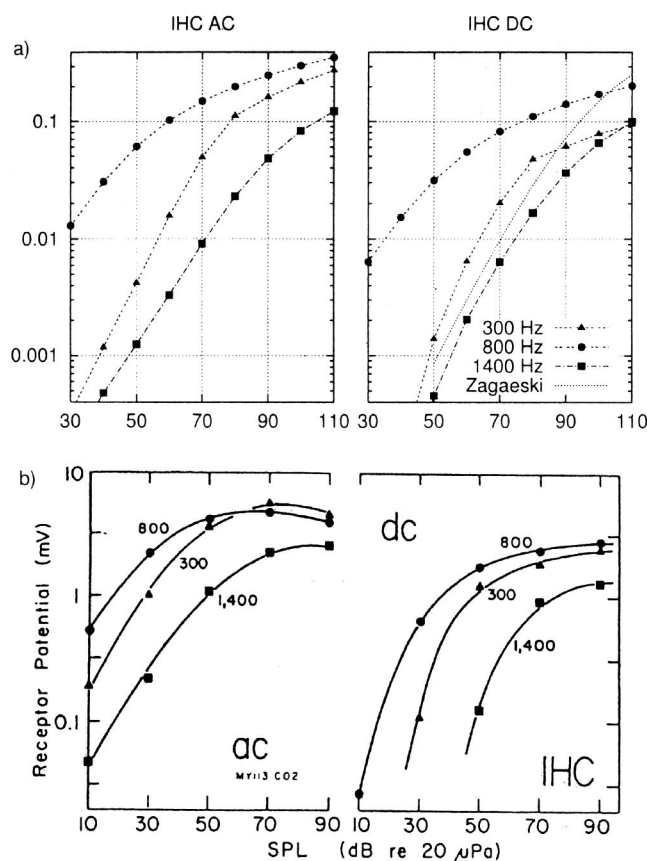 IHC AC IHC DC
a)
0.1
0.01
0.001
300 Hz
800 Hz
1400 Hz
Zagaeski
30 50 70 90 110 30 50 70 90 110
b)
10
1
0.1
Receptor Potential (mV)
800
300
1,400
ac
MY113 C02
dc
800
300
1,400
IHC
10 30 50 70 90 10 30 50 70 90
SPL (dB re 20 µPa)